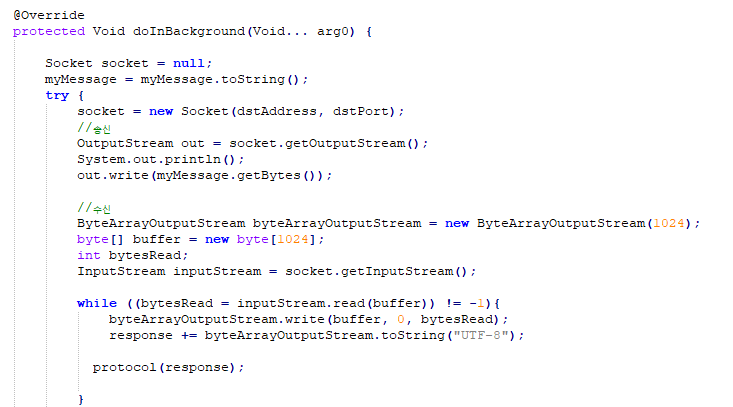 @Override
protected Void doInBackground(Void... arg0) {
Socket socket = null;
myMessage = myMessage.toString();
try {
socket = new Socket(dstAddress, dstPort);
//송신
OutputStream out = socket.getOutputStream();
System.out.println();
out.write(myMessage.getBytes());
//수신
ByteArrayOutputStream byteArrayOutputStream = new ByteArrayOutputStream(1024);
byte[] buffer = new byte[1024];
int bytesRead;
InputStream inputStream = socket.getInputStream();
while ((bytesRead = inputStream.read(buffer)) != -1){
byteArrayOutputStream.write(buffer, 0, bytesRead);
response += byteArrayOutputStream.toString("UTF-8");
protocol(response);
}